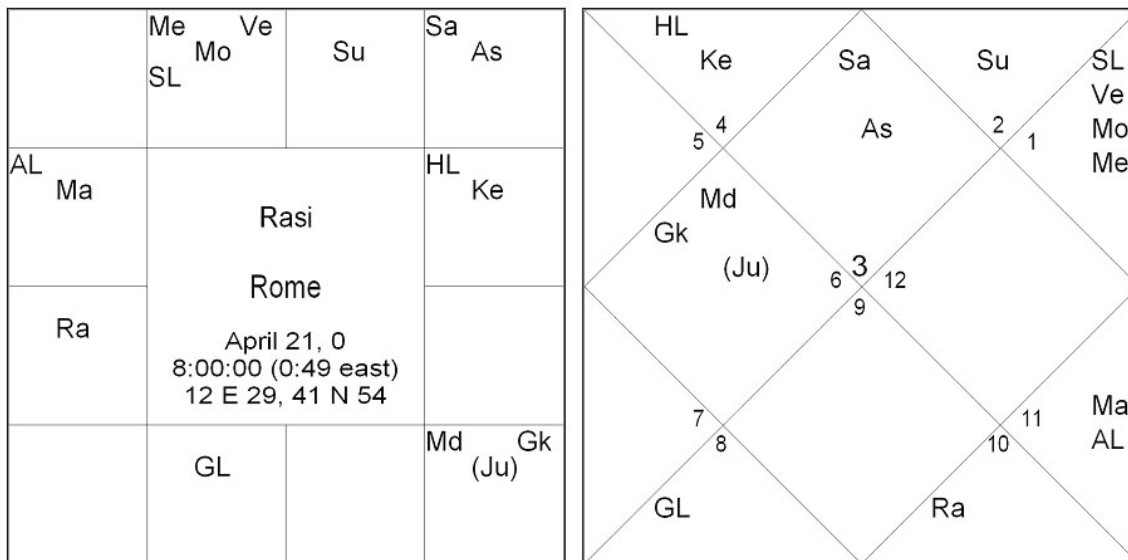 Me Ve Sa
Mo Su As
SL
AL HL
Ma Ke
Rasi
Rome
Ra
April 21, 0
8:00:00 (0:49 east)
12 E 29, 41 N 54
Md Gk
GL (Ju)
HL
Ke Sa Su SL
Ve
As Mo
5 4 2 1 Me
Md
Gk
(Ju) 6 3 12
9
Ma
7 11 AL
8 10
GL Ra